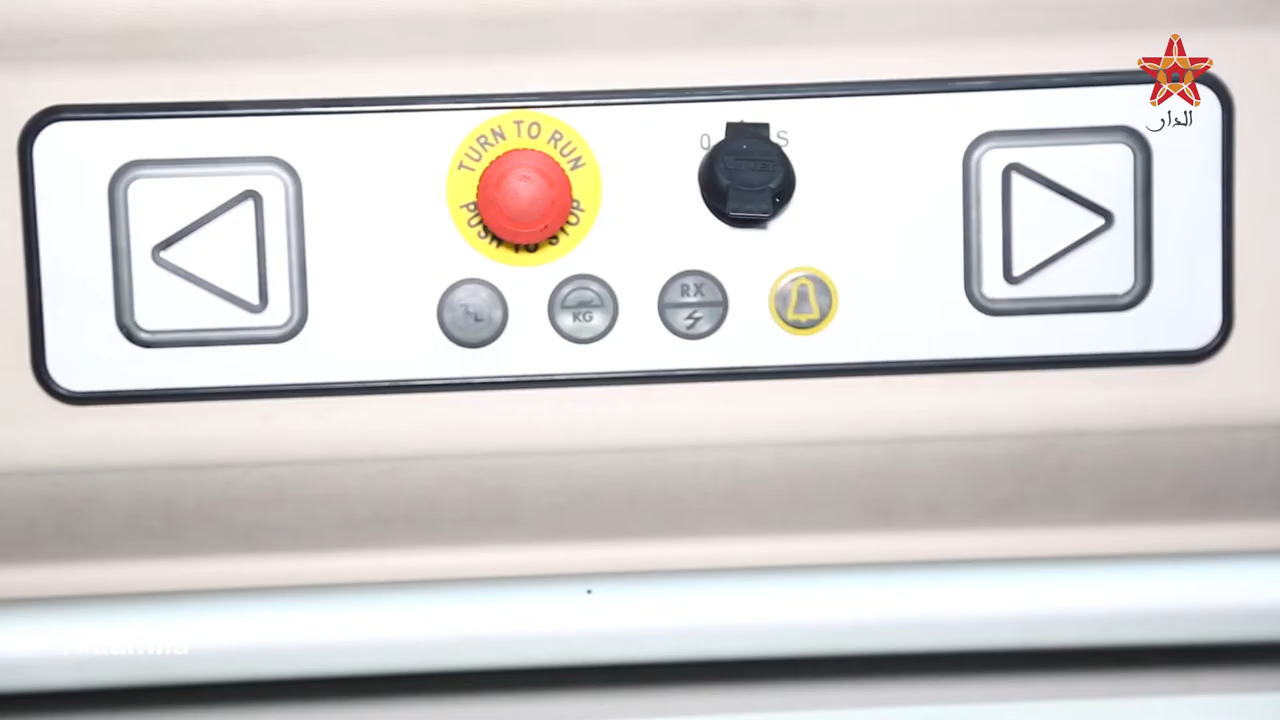 الدار
TURN TO RUN
PUSH TO STOP
0
S
KG
RX